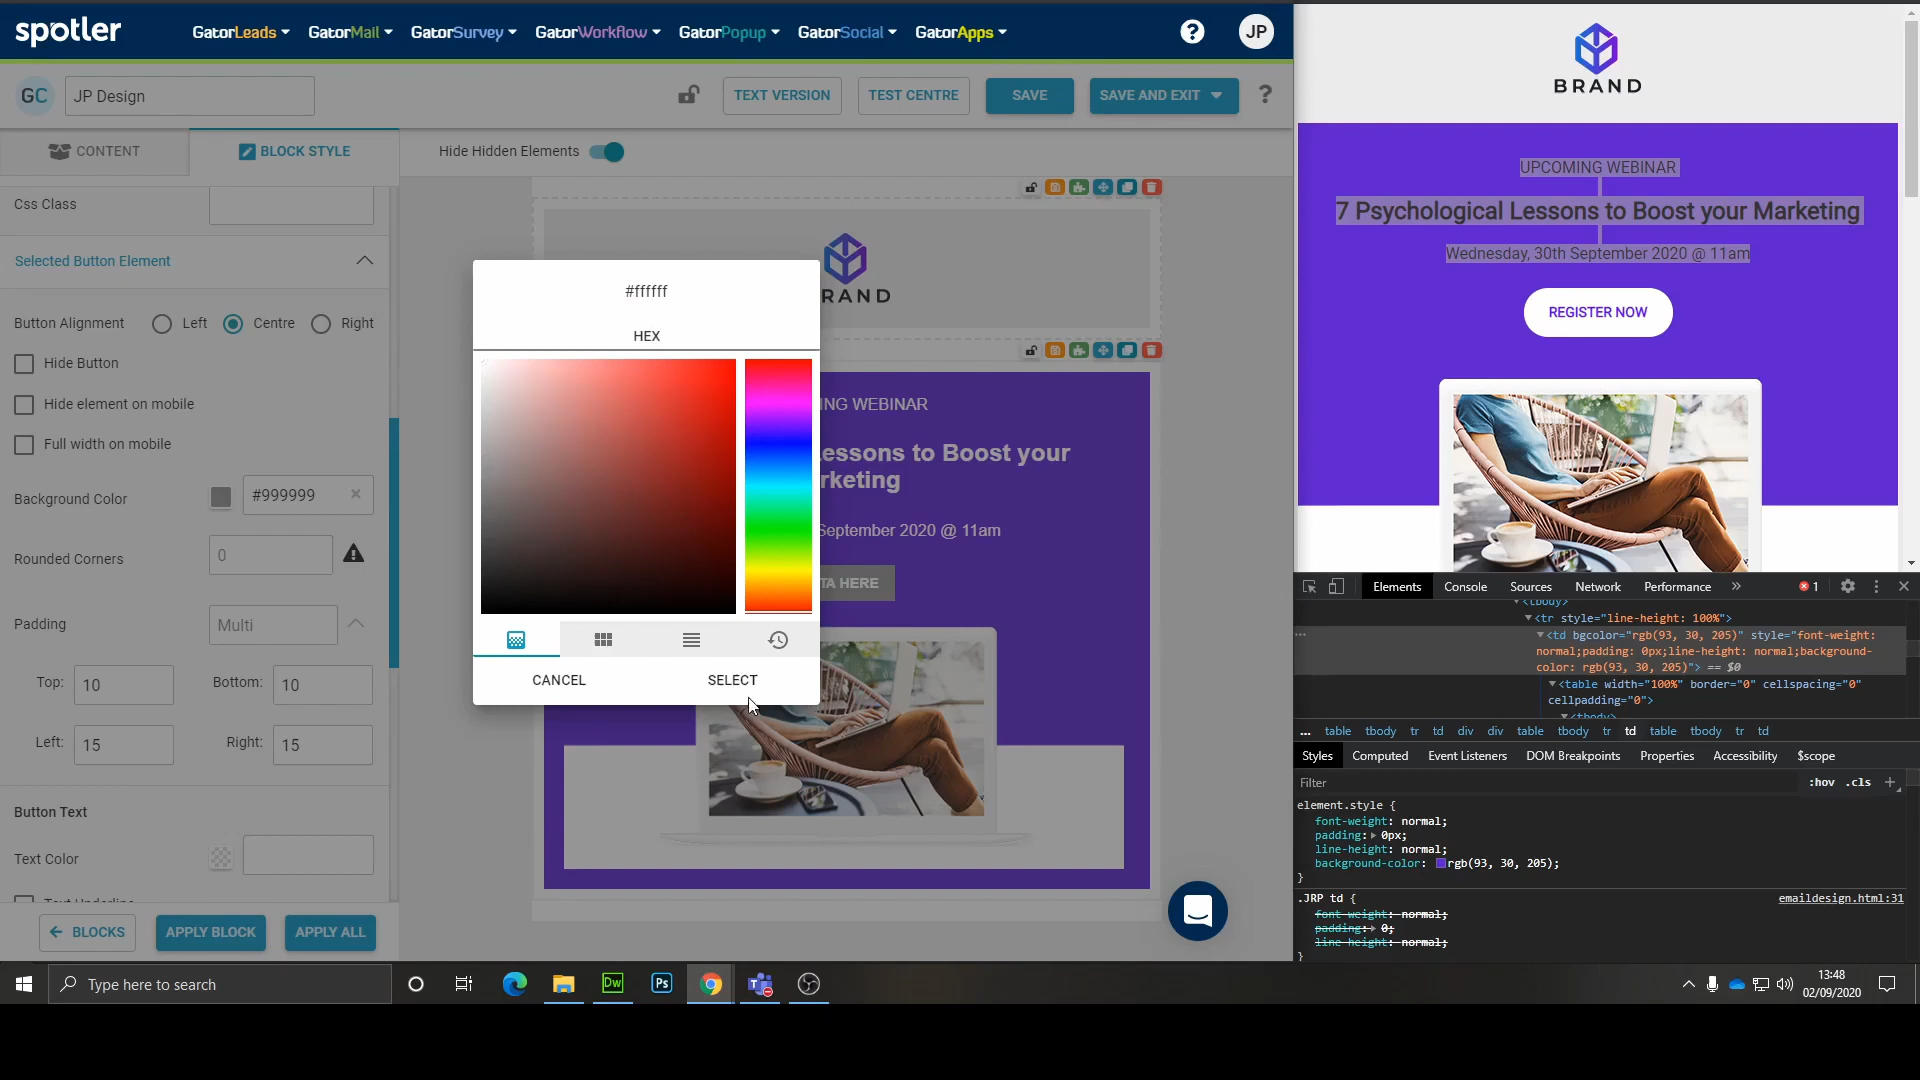 spotler
GatorLeads
GatorMail
GatorSurvey
GatorWorkflow
GatorPopup
GatorSocial
GatorApps
JP
GC
JP Design
TEXT VERSION
TEST CENTRE
SAVE
SAVE AND EXIT
?
CONTENT
BLOCK STYLE
Hide Hidden Elements
Css Class
Selected Button Element
Button Alignment
Left
Centre
Right
Hide Button
Hide element on mobile
Full width on mobile
Background Color
#999999
Rounded Corners
0
Padding
Multi
Top:
10
Bottom:
10
Left:
15
Right:
15
Button Text
Text Color
Text Underline
BLOCKS
APPLY BLOCK
APPLY ALL
#ffffff
HEX
CANCEL
SELECT
RAND
NG WEBINAR
essons to Boost your
rketing
September 2020 @ 11am
TA HERE
BRAND
UPCOMING WEBINAR
7 Psychological Lessons to Boost your Marketing
Wednesday, 30th September 2020 @ 11am
REGISTER NOW
Elements
Console
Sources
Network
Performance
»
1
<tbody>
<tr style="line-height: 100%">
<td bgcolor="rgb(93, 30, 205)" style="font-weight:
normal;padding: 0px;line-height: normal;background-
color: rgb(93, 30, 205)"> == $0
<table width="100%" border="0" cellspacing="0"
cellpadding="0">
<tbody>
... table tbody tr td div div table tbody tr td table tbody tr td
Styles
Computed
Event Listeners
DOM Breakpoints
Properties
Accessibility
$scope
Filter
:hov .cls +
element.style {
font-weight: normal;
padding: 0px;
line-height: normal;
background-color: rgb(93, 30, 205);
}
.JRP td {
emaildesign.html:31
font-weight: normal;
padding: 0;
line-height: normal;
}
Type here to search
Dw
Ps
13:48
02/09/2020